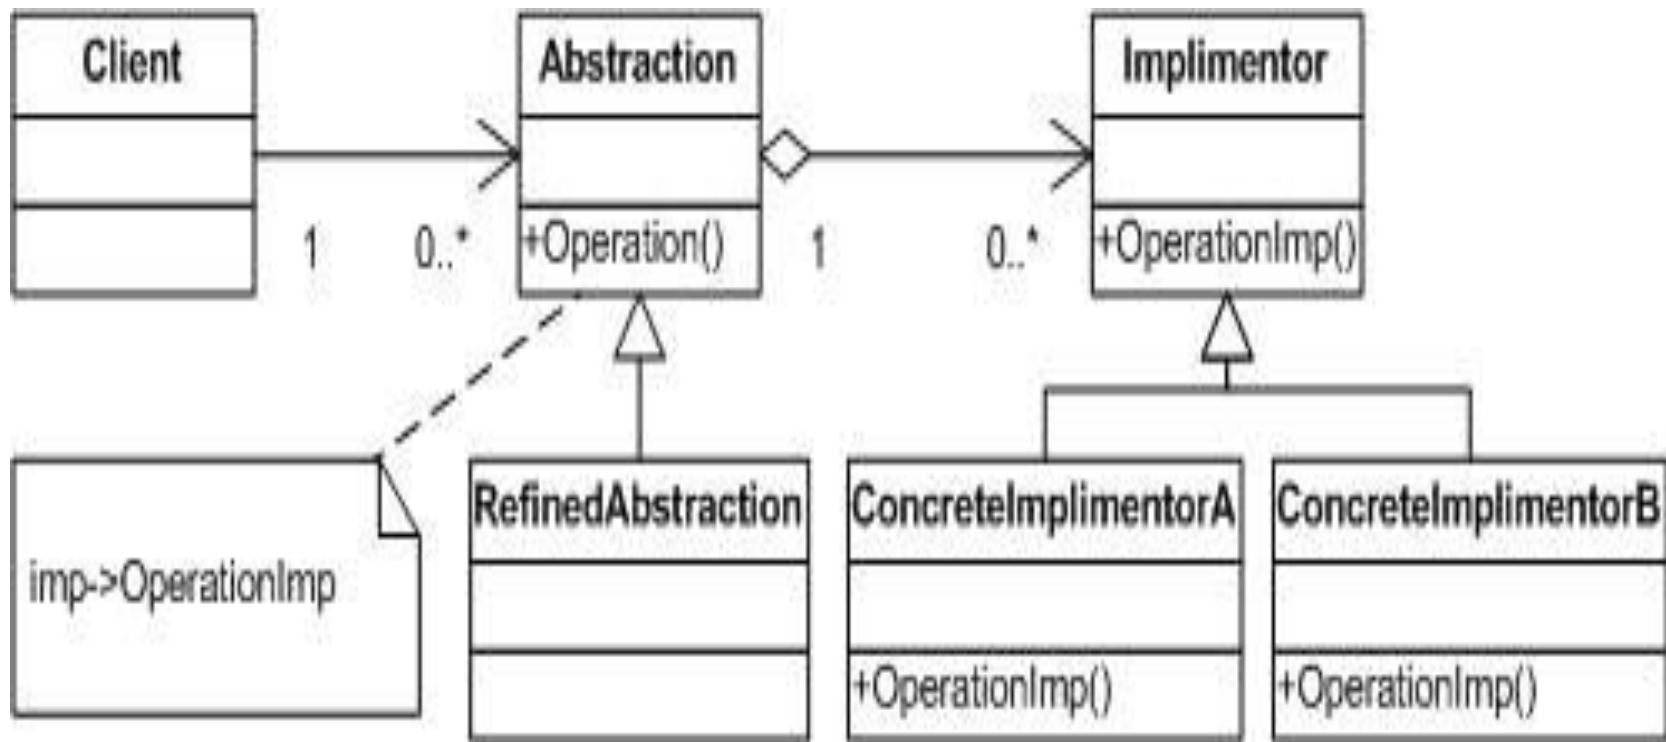 Client
Abstraction
Implimentor
1
0..*
+Operation()
1
0..*
+OperationImp()
imp->OperationImp
RefinedAbstraction
ConcreteImplimentorA
ConcreteImplimentorB
+OperationImp()
+OperationImp()